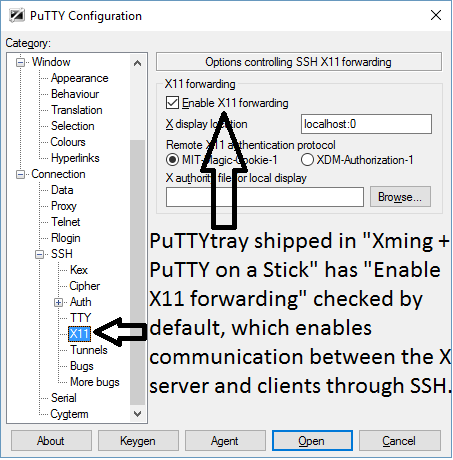 PuTTY Configuration
Category:
Window
Appearance
Behaviour
Translation
Selection
Colours
Hyperlinks
Connection
Data
Proxy
Telnet
Rlogin
SSH
Kex
Cipher
Auth
TTY
X11
Tunnels
Bugs
More bugs
Serial
Cygterm
Options controlling SSH X11 forwarding
X11 forwarding
Enable X11 forwarding
X display location
localhost:0
Remote X11 authentication protocol
MIT-Magic-Cookie-1 XDM-Authorization-1
X authority file for local display
Browse...
PuTTYtray shipped in "Xming +
PuTTY on a Stick" has "Enable
X11 forwarding" checked by
default, which enables
communication between the X
server and clients through SSH.
About Keygen Agent Open Cancel